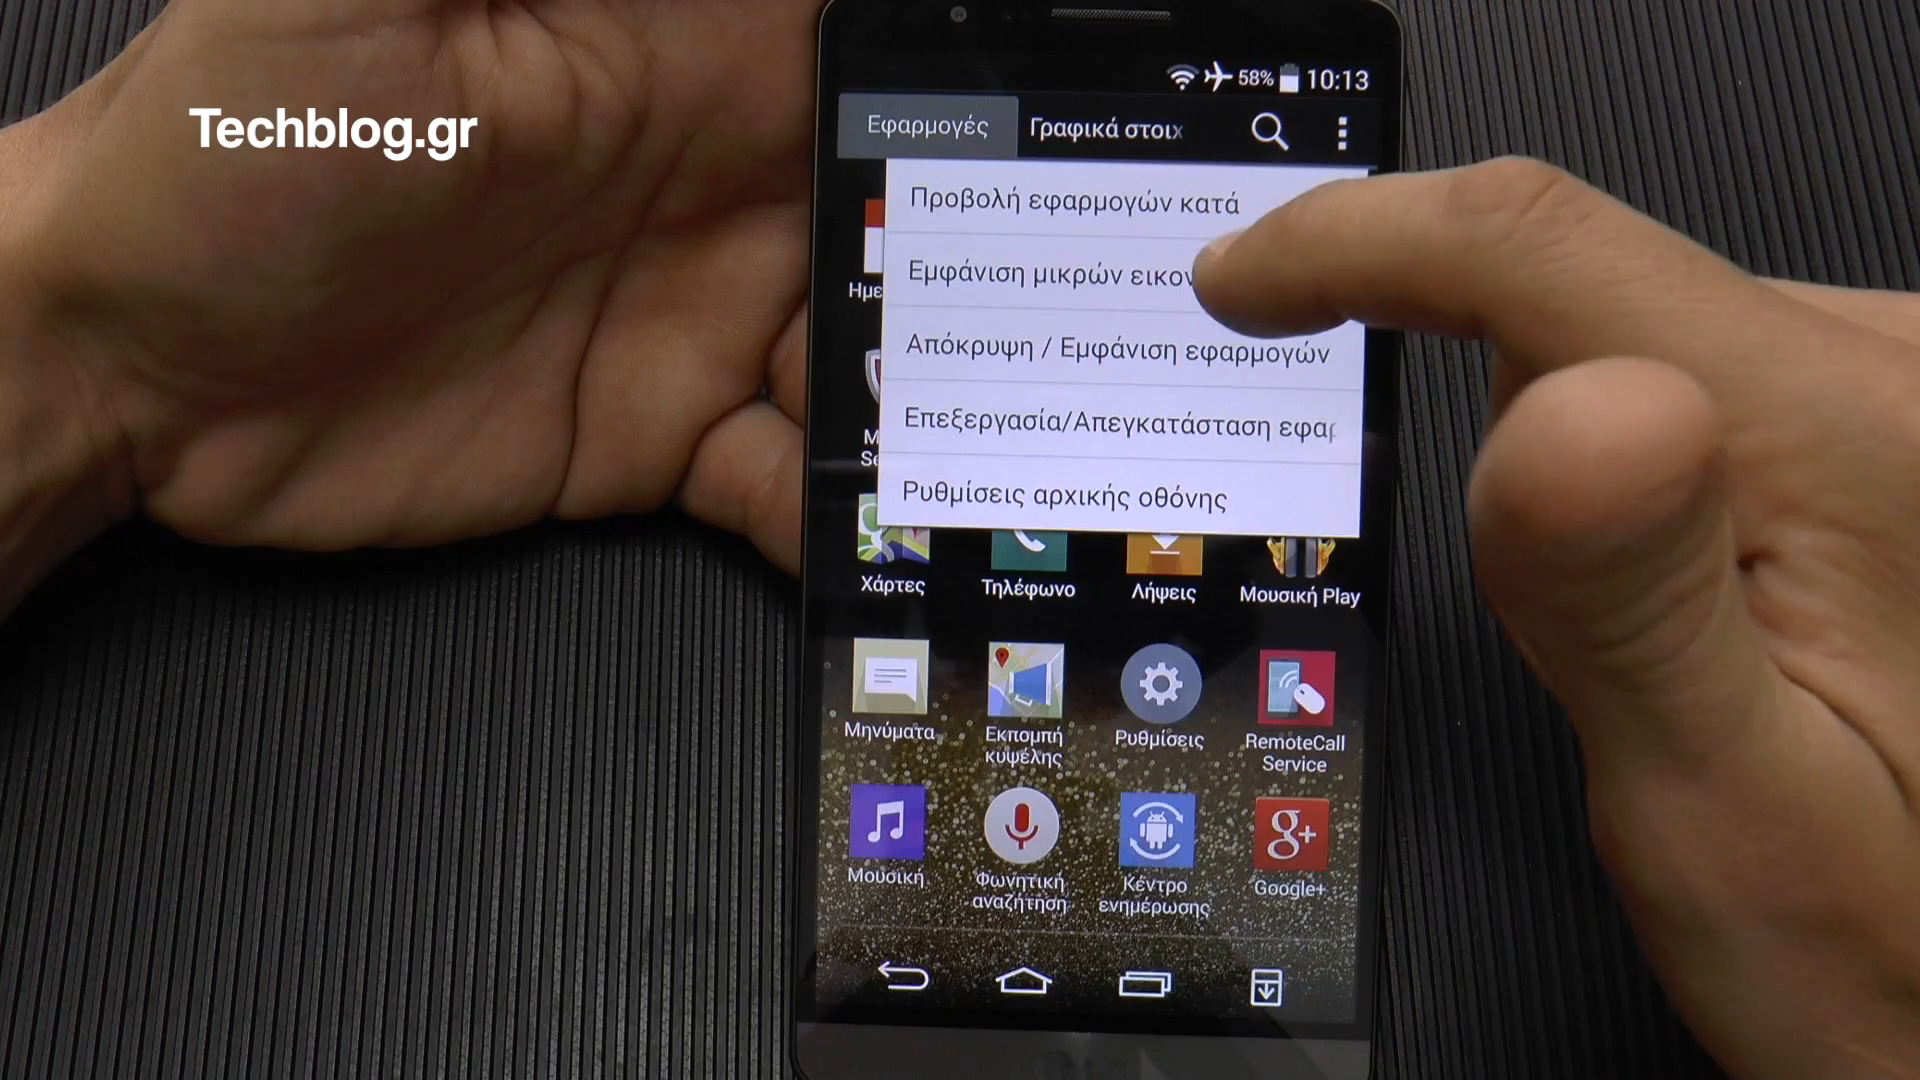 Techblog.gr
58% 10:13
Εφαρμογές Γραφικά στοιχ
Προβολή εφαρμογών κατά
Εμφάνιση μικρών εικον
Απόκρυψη / Εμφάνιση εφαρμογών
Επεξεργασία/Απεγκατάσταση εφαρ
Ρυθμίσεις αρχικής οθόνης
Χάρτες Τηλέφωνο Λήψεις Μουσική Play
Μηνύματα Εκπομπή κυψέλης Ρυθμίσεις RemoteCall Service
Μουσική Φωνητική αναζήτηση Κέντρο ενημέρωσης Google+